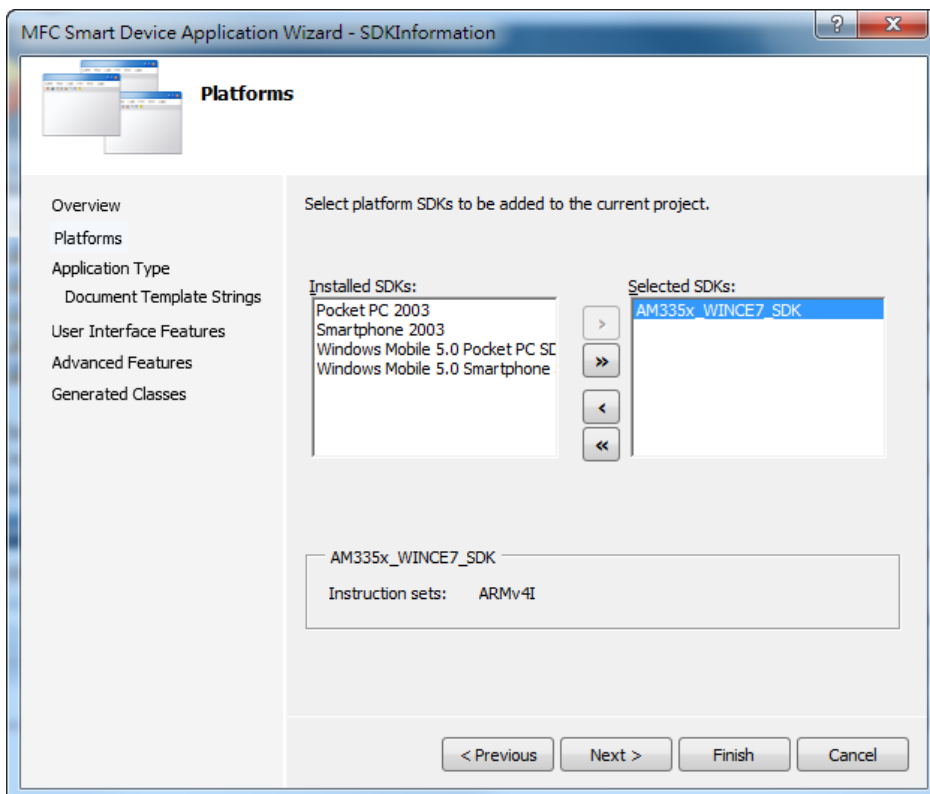 MFC Smart Device Application Wizard - SDKInformation
Platforms
Overview
Platforms
Application Type
Document Template Strings
User Interface Features
Advanced Features
Generated Classes
Select platform SDKs to be added to the current project.
Installed SDKs:
Pocket PC 2003
Smartphone 2003
Windows Mobile 5.0 Pocket PC SD
Windows Mobile 5.0 Smartphone
>
»
<
«
Selected SDKs:
AM335x_WINCE7_SDK
AM335x_WINCE7_SDK
Instruction sets: ARMv4I
< Previous Next > Finish Cancel